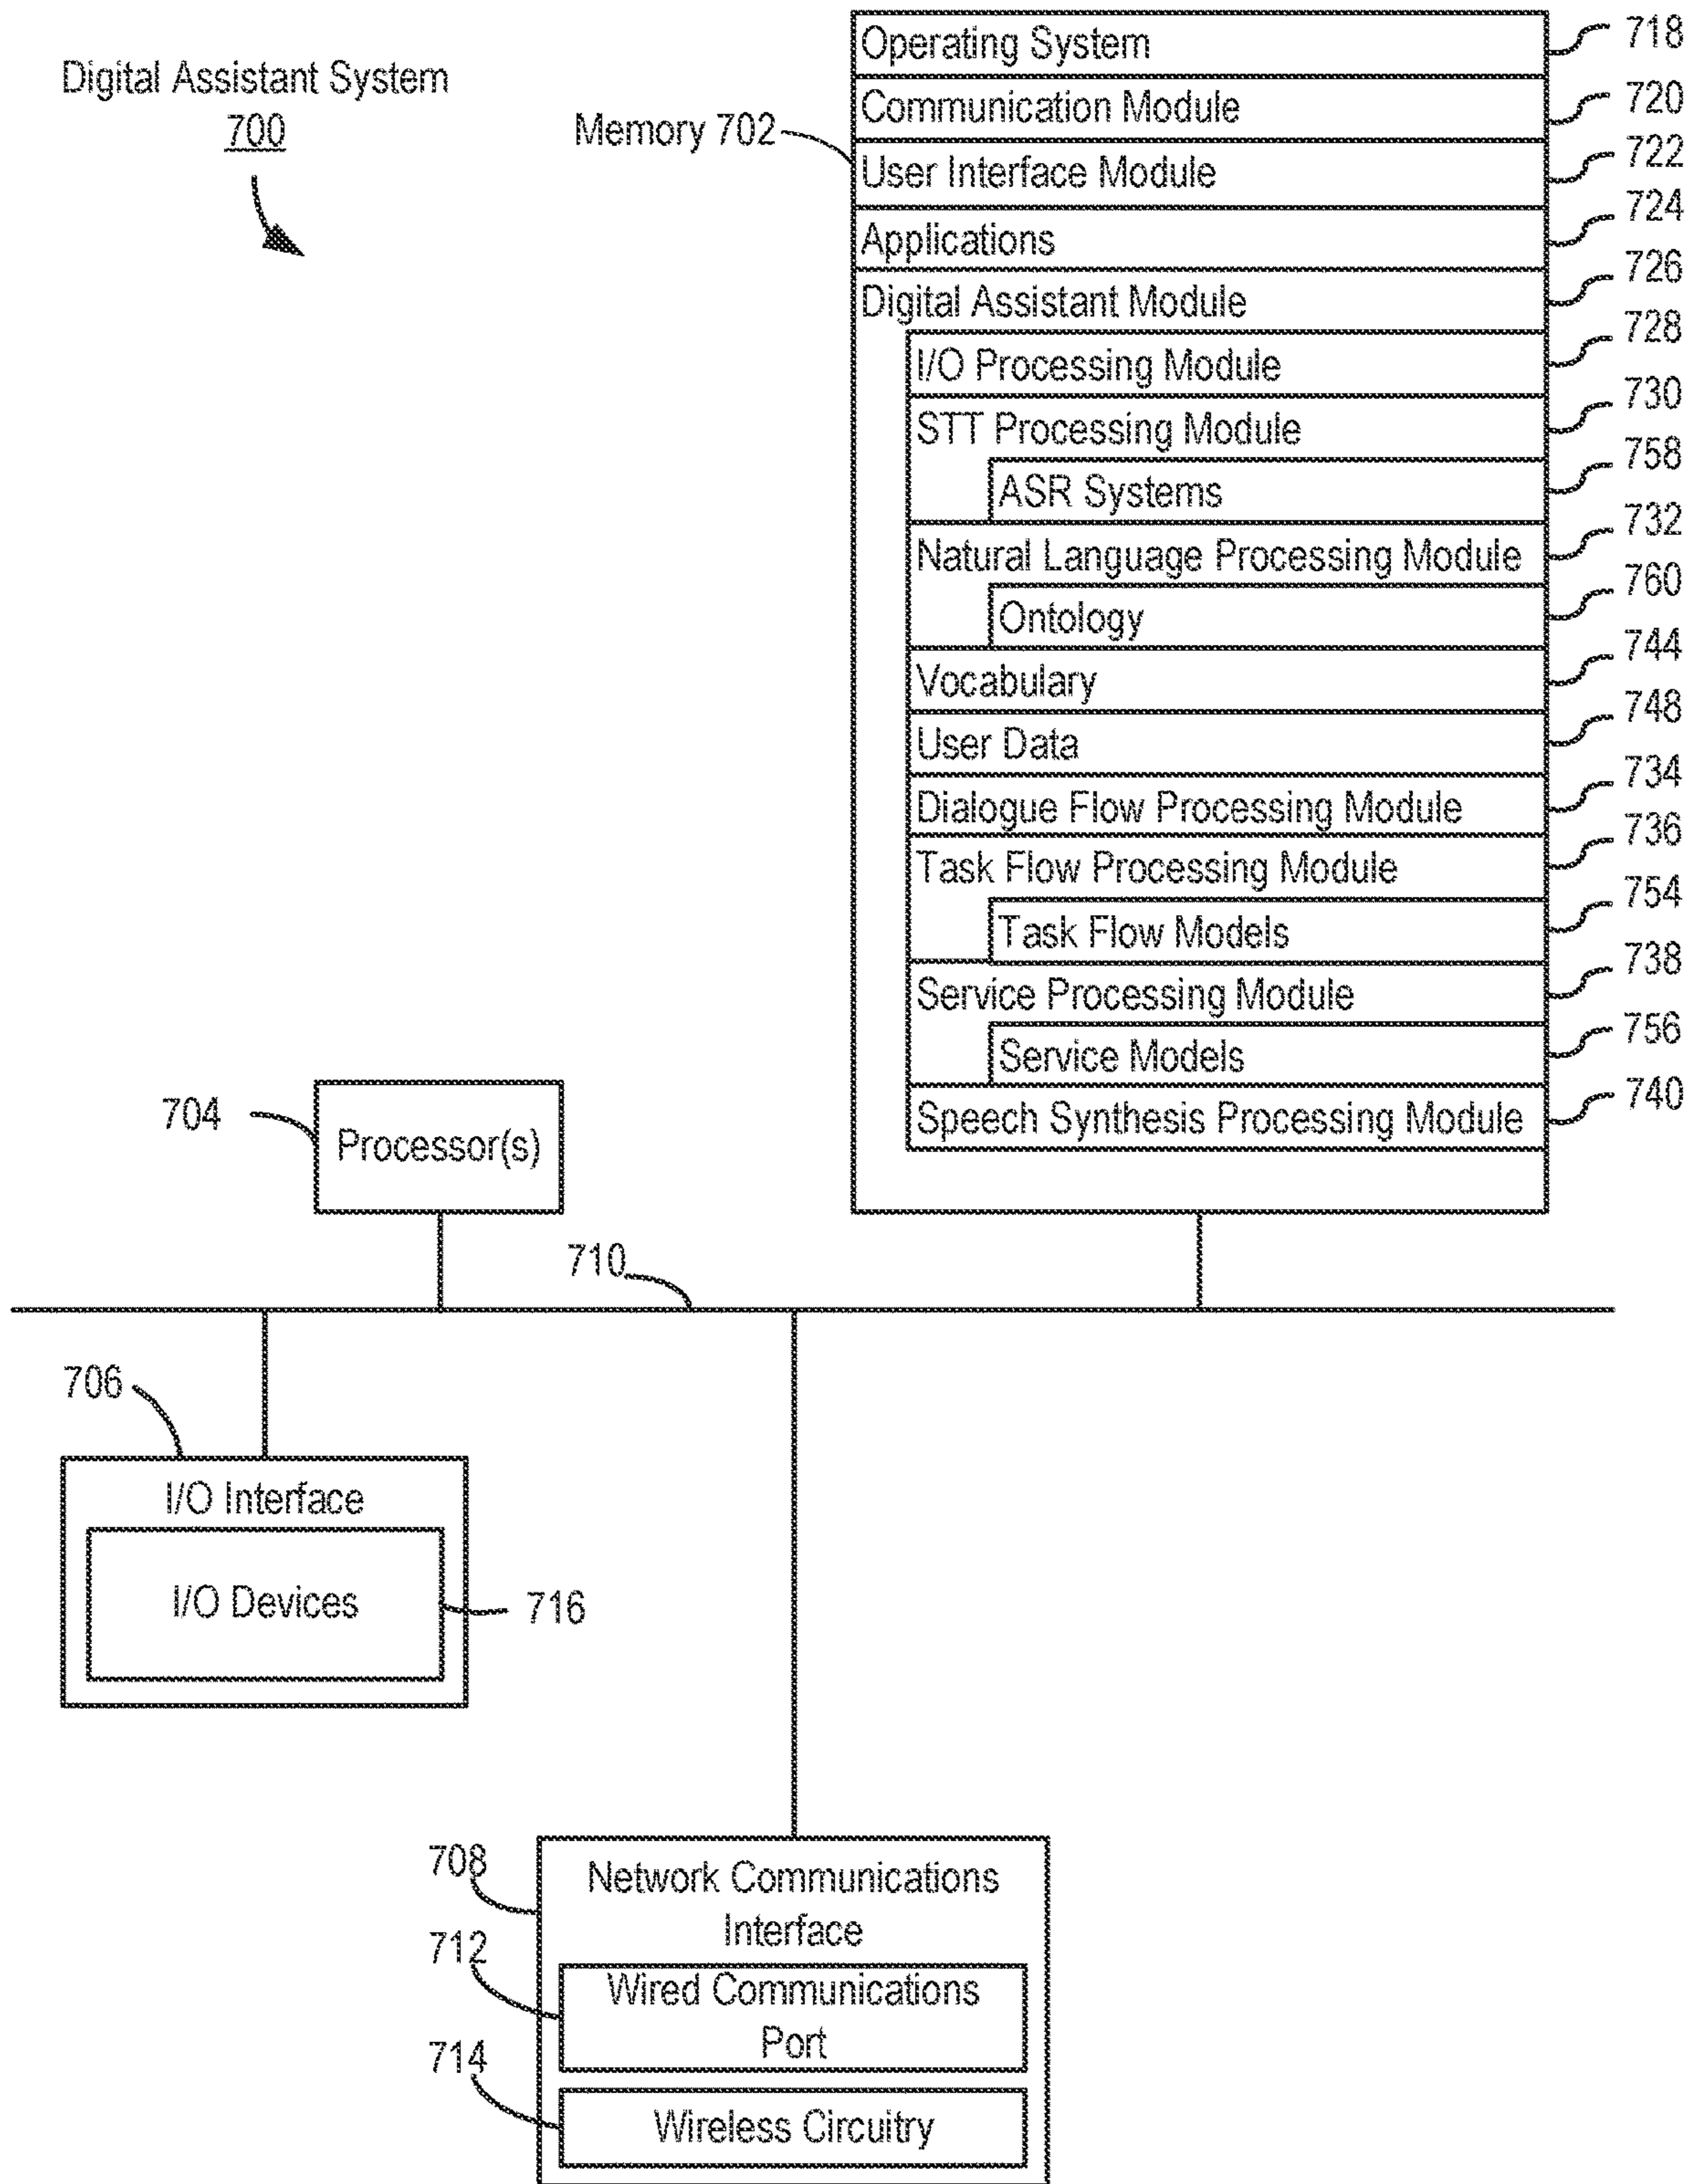 Digital Assistant System
700
Memory 702
Operating System 718
Communication Module 720
User Interface Module 722
Applications 724
Digital Assistant Module 726
I/O Processing Module 728
STT Processing Module 730
ASR Systems 758
Natural Language Processing Module 732
Ontology 760
Vocabulary 744
User Data 748
Dialogue Flow Processing Module 734
Task Flow Processing Module 736
Task Flow Models 754
Service Processing Module 738
Service Models 756
Speech Synthesis Processing Module 740
704
Processor(s)
710
706
I/O Interface
I/O Devices
716
708
Network Communications
Interface
712
Wired Communications
Port
714
Wireless Circuitry